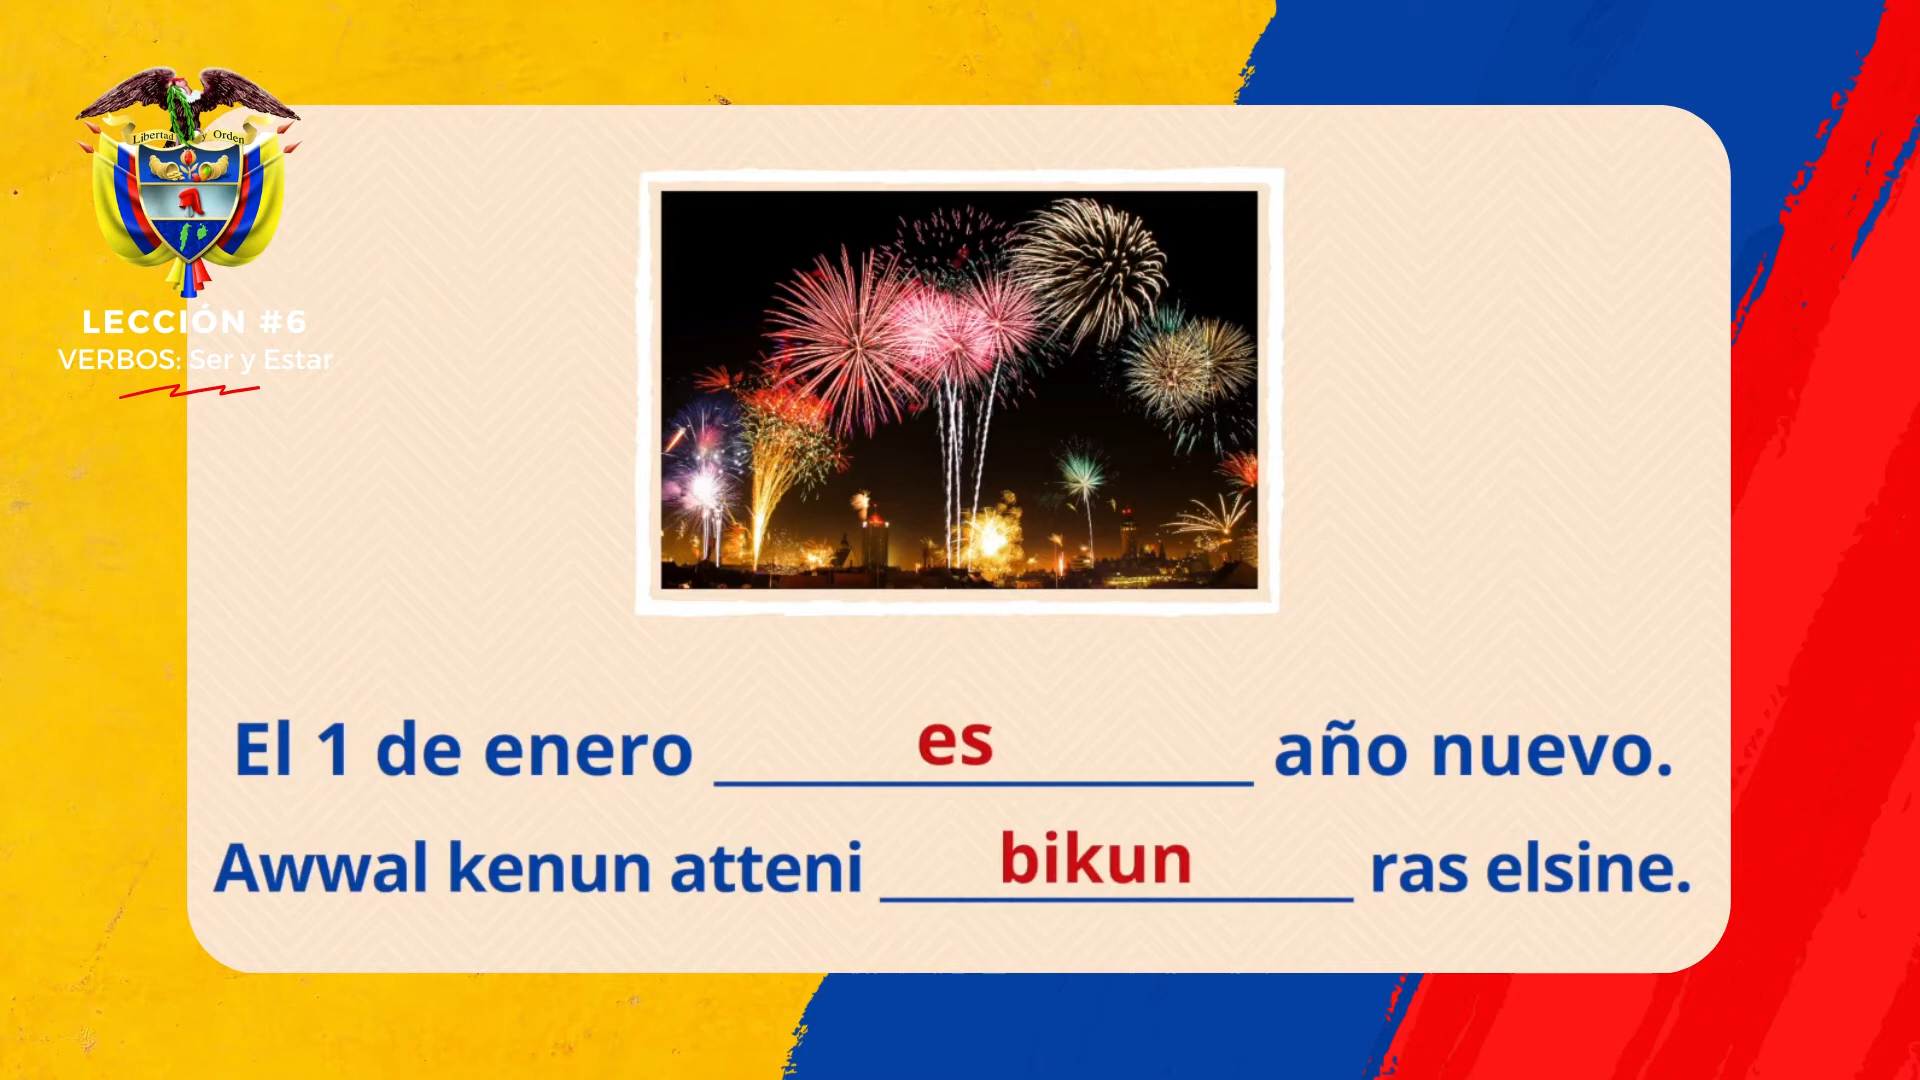 Libertad y Orden
LECCIÓN #6
VERBOS: Ser y Estar
El 1 de enero es año nuevo.
Awwal kenun atteni bikun ras elsine.